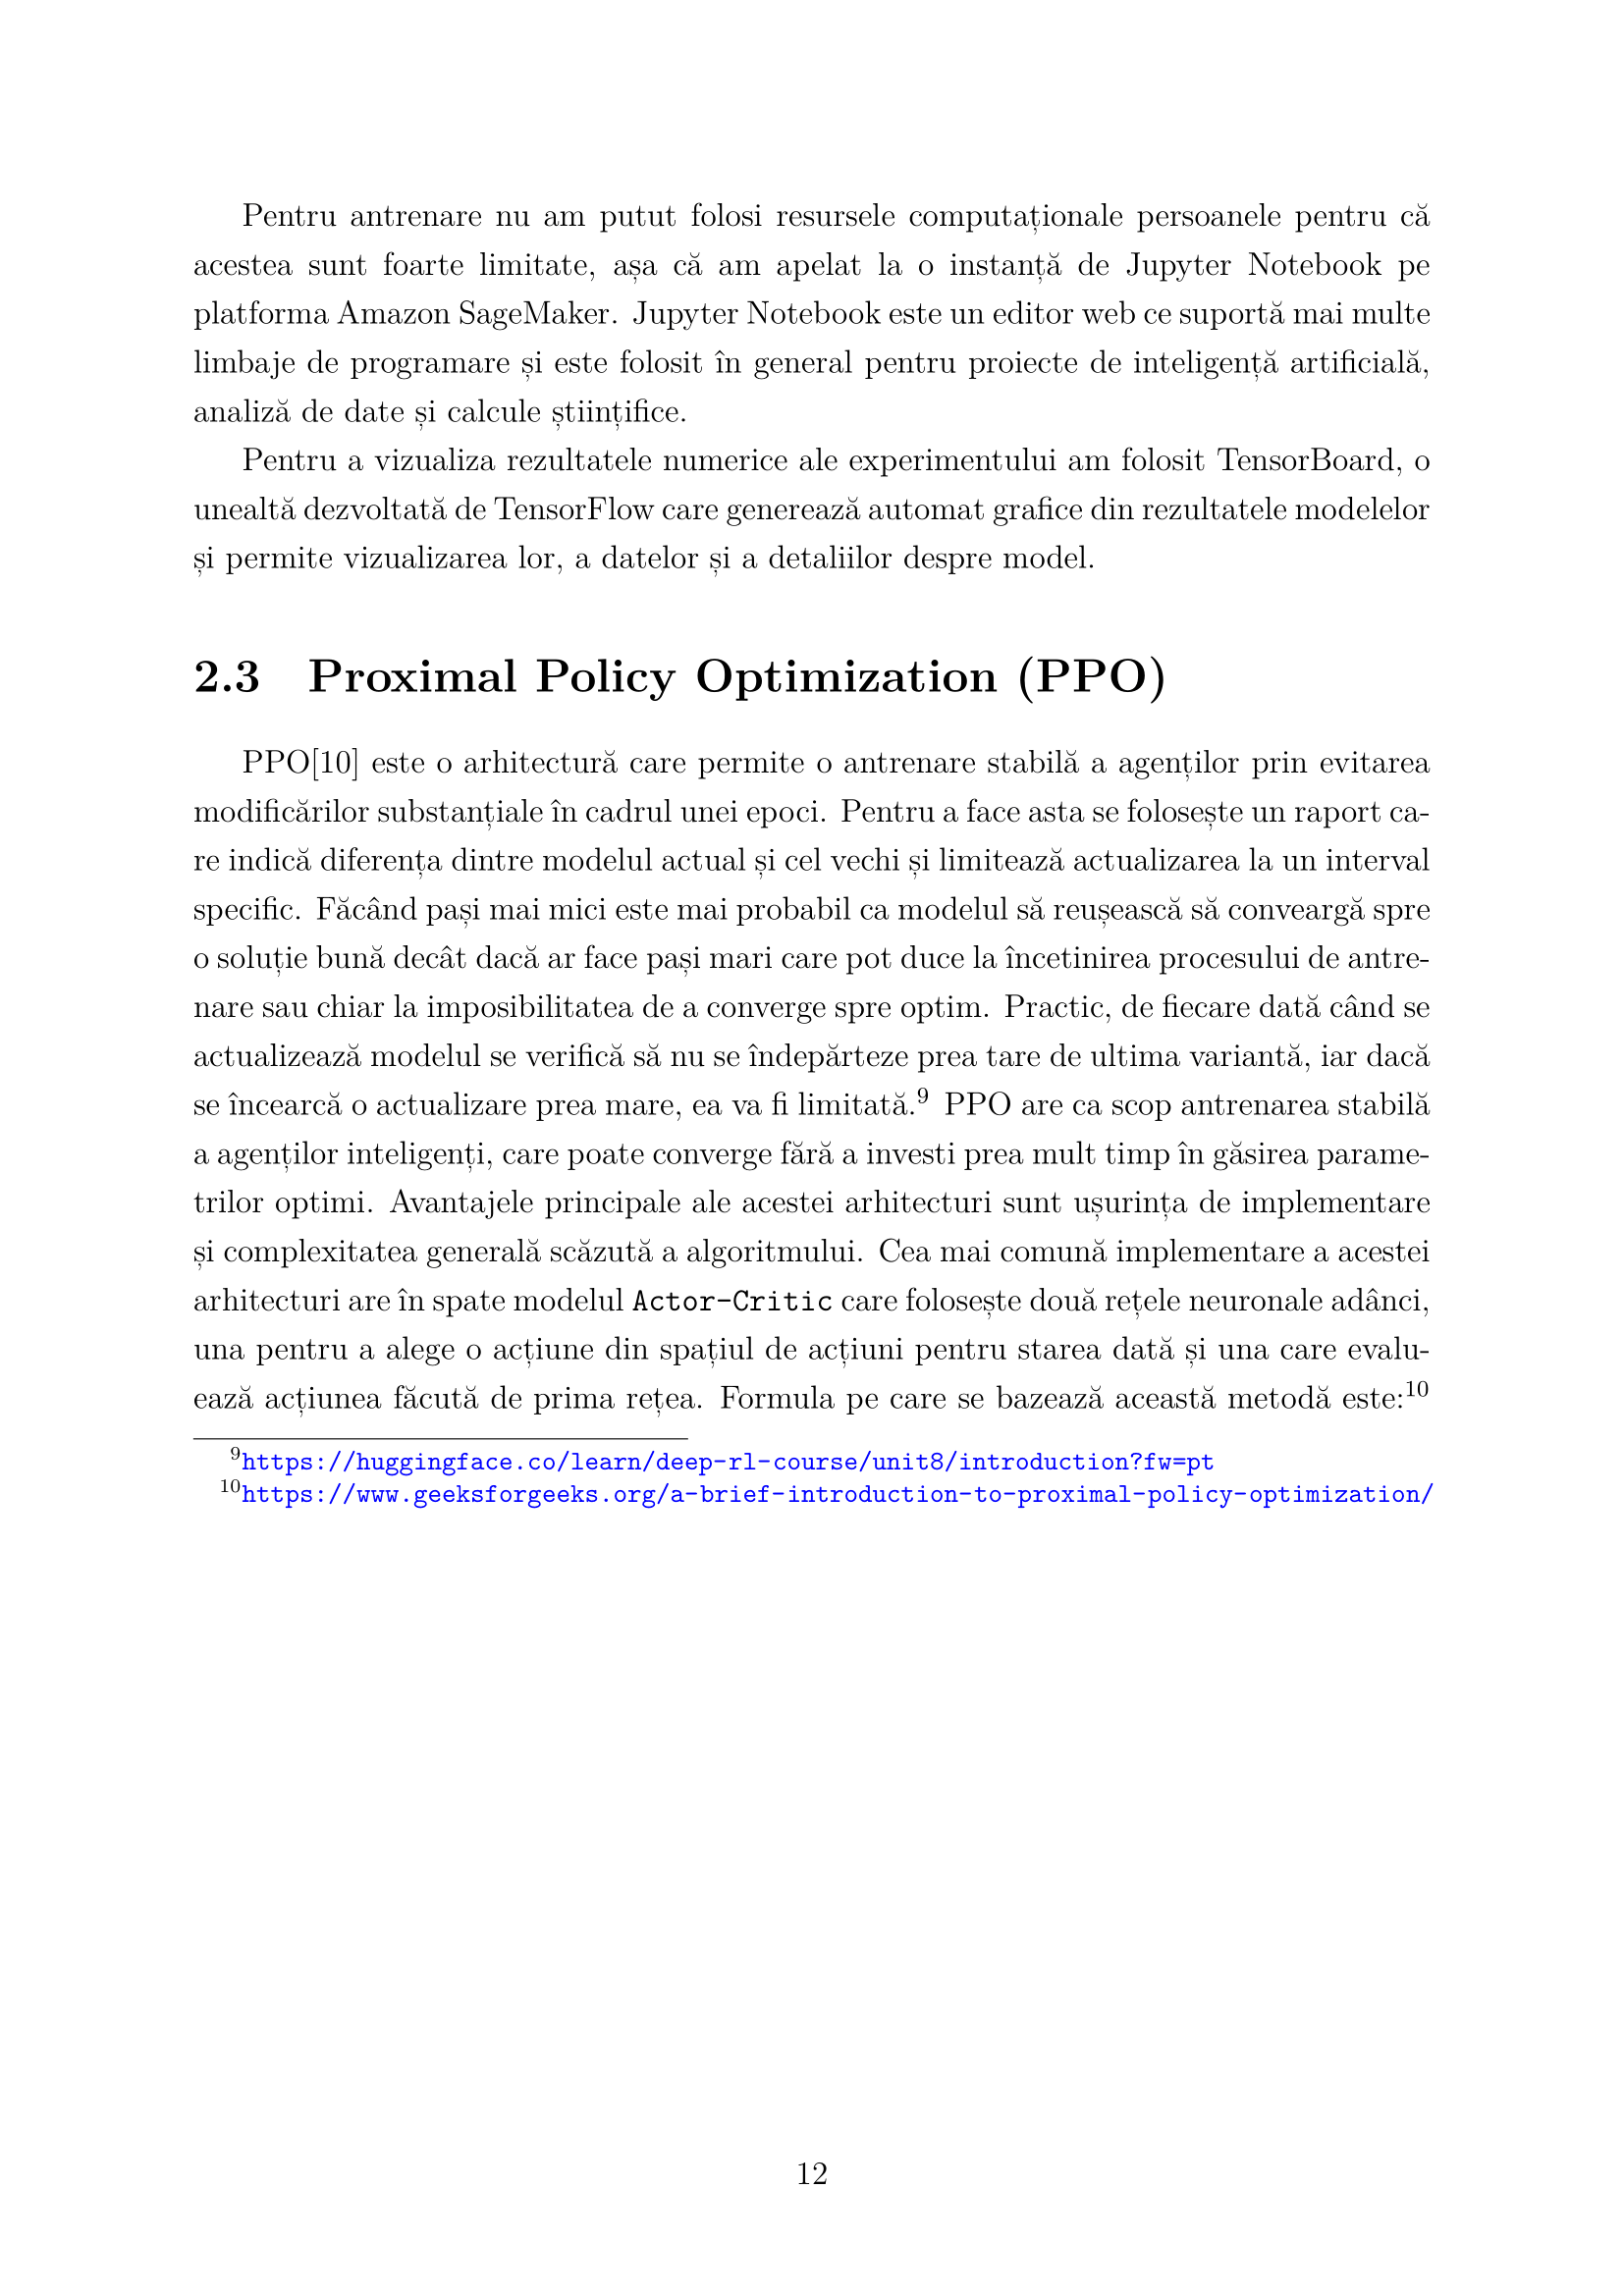 Pentru antrenare nu am putut folosi resursele computaționale persoanele pentru că
acestea sunt foarte limitate, așa că am apelat la o instanță de Jupyter Notebook pe
platforma Amazon SageMaker. Jupyter Notebook este un editor web ce suportă mai multe
limbaje de programare și este folosit în general pentru proiecte de inteligență artificială,
analiză de date și calcule științifice.
Pentru a vizualiza rezultatele numerice ale experimentului am folosit TensorBoard, o
unealtă dezvoltată de TensorFlow care generează automat grafice din rezultatele modelelor
și permite vizualizarea lor, a datelor și a detaliilor despre model.
2.3 Proximal Policy Optimization (PPO)
PPO[10] este o arhitectură care permite o antrenare stabilă a agenților prin evitarea
modificărilor substanțiale în cadrul unei epoci. Pentru a face asta se folosește un raport ca-
re indică diferența dintre modelul actual și cel vechi și limitează actualizarea la un interval
specific. Făcând pași mai mici este mai probabil ca modelul să reușească să conveargă spre
o soluție bună decât dacă ar face pași mari care pot duce la încetinirea procesului de antre-
nare sau chiar la imposibilitatea de a converge spre optim. Practic, de fiecare dată când se
actualizează modelul se verifică să nu se îndepărteze prea tare de ultima variantă, iar dacă
se încearcă o actualizare prea mare, ea va fi limitată.⁹ PPO are ca scop antrenarea stabilă
a agenților inteligenți, care poate converge fără a investi prea mult timp în găsirea parame-
trilor optimi. Avantajele principale ale acestei arhitecturi sunt ușurința de implementare
și complexitatea generală scăzută a algoritmului. Cea mai comună implementare a acestei
arhitecturi are în spate modelul Actor-Critic care folosește două rețele neuronale adânci,
una pentru a alege o acțiune din spațiul de acțiuni pentru starea dată și una care evalu-
ează acțiunea făcută de prima rețea. Formula pe care se bazează această metodă este:¹⁰
⁹https://huggingface.co/learn/deep-rl-course/unit8/introduction?fw=pt
¹⁰https://www.geeksforgeeks.org/a-brief-introduction-to-proximal-policy-optimization/
12